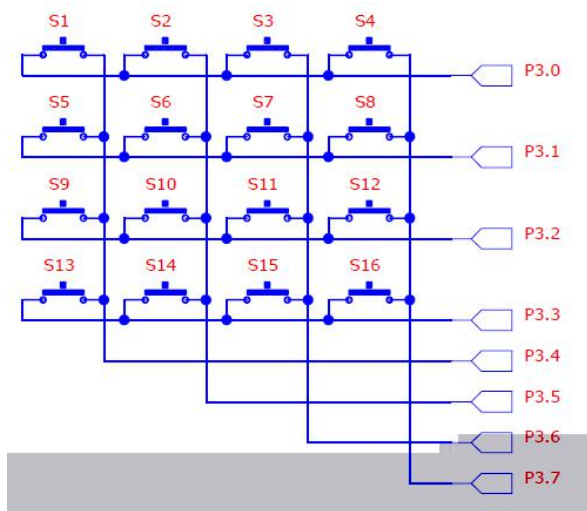 S1 S2 S3 S4
P3.0
S5 S6 S7 S8
P3.1
S9 S10 S11 S12
P3.2
S13 S14 S15 S16
P3.3
P3.4
P3.5
P3.6
P3.7